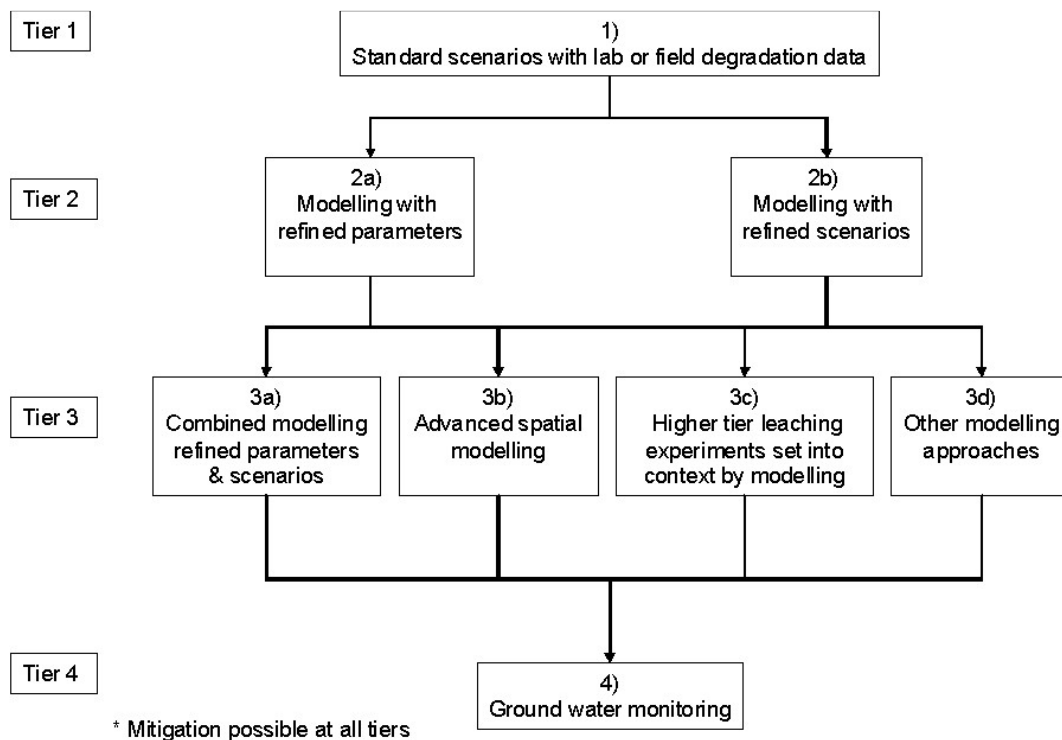 Tier 1
1)
Standard scenarios with lab or field degradation data
Tier 2
2a)
Modelling with
refined parameters
2b)
Modelling with
refined scenarios
Tier 3
3a)
Combined modelling
refined parameters
& scenarios
3b)
Advanced spatial
modelling
3c)
Higher tier leaching
experiments set into
context by modelling
3d)
Other modelling
approaches
Tier 4
4)
Ground water monitoring
* Mitigation possible at all tiers